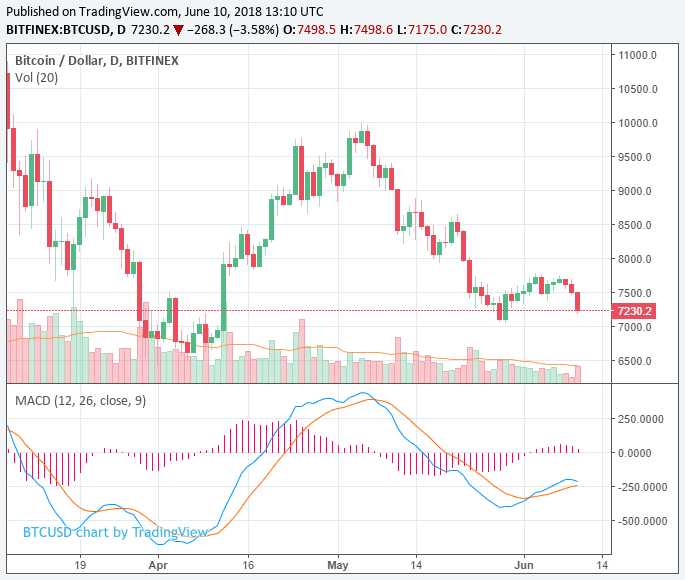 Published on TradingView.com, June 10, 2018 13:10 UTC
BITFINEX:BTCUSD, D 7230.2 ▼ −268.3 (−3.58%) O:7498.5 H:7498.6 L:7175.0 C:7230.2
Bitcoin / Dollar, D, BITFINEX
Vol (20)
11000.0
10500.0
10000.0
9500.0
9000.0
8500.0
8000.0
7500.0
7230.2
7000.0
6500.0
MACD (12, 26, close, 9)
250.0000
0.0000
-250.0000
-500.0000
BTCUSD chart by TradingView
19 Apr 16 May 14 Jun 14